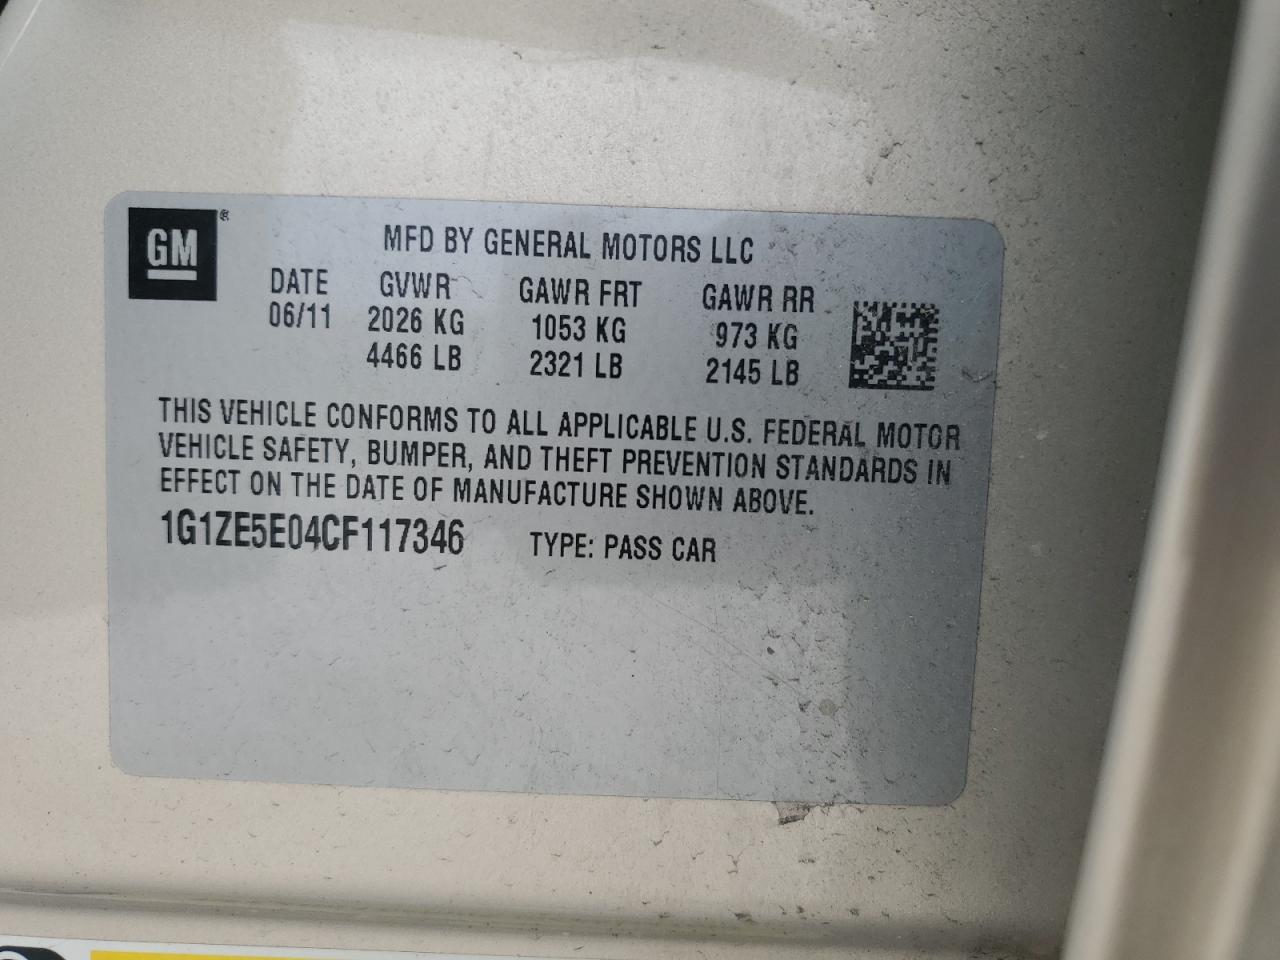 GM®
MFD BY GENERAL MOTORS LLC
DATE GVWR GAWR FRT GAWR RR
06/11 2026 KG 1053 KG 973 KG
4466 LB 2321 LB 2145 LB
THIS VEHICLE CONFORMS TO ALL APPLICABLE U.S. FEDERAL MOTOR
VEHICLE SAFETY, BUMPER, AND THEFT PREVENTION STANDARDS IN
EFFECT ON THE DATE OF MANUFACTURE SHOWN ABOVE.
1G1ZE5E04CF117346 TYPE: PASS CAR